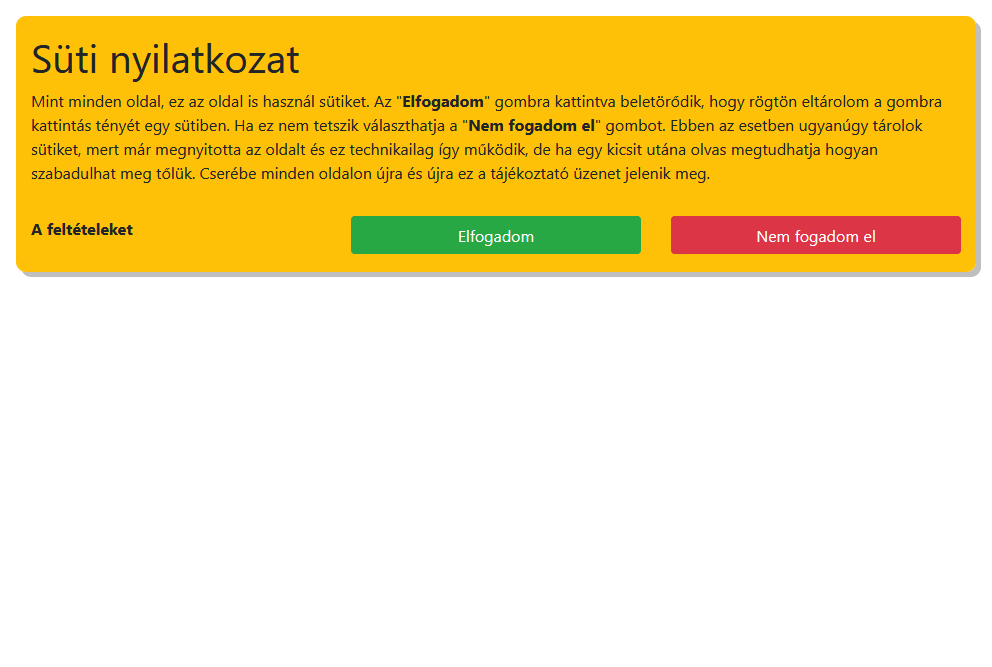 Süti nyilatkozat
Mint minden oldal, ez az oldal is használ sütiket. Az "Elfogadom" gombra kattintva beletörődik, hogy rögtön eltárolom a gombra
kattintás tényét egy sütiben. Ha ez nem tetszik választhatja a "Nem fogadom el" gombot. Ebben az esetben ugyanúgy tárolok
sütiket, mert már megnyitotta az oldalt és ez technikailag így működik, de ha egy kicsit utána olvas megtudhatja hogyan
szabadulhat meg tőlük. Cserébe minden oldalon újra és újra ez a tájékoztató üzenet jelenik meg.
A feltételeket
Elfogadom
Nem fogadom el